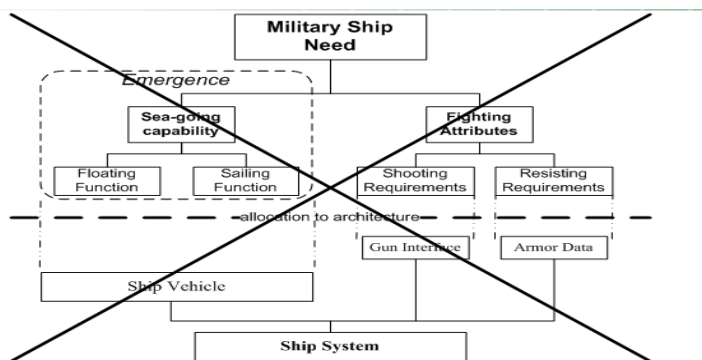 Military Ship
Need
Emergence
Sea-going
capability
Fighting
Attributes
Floating
Function
Sailing
Function
Shooting
Requirements
Resisting
Requirements
allocation to architecture
Gun Interface
Armor Data
Ship Vehicle
Ship System